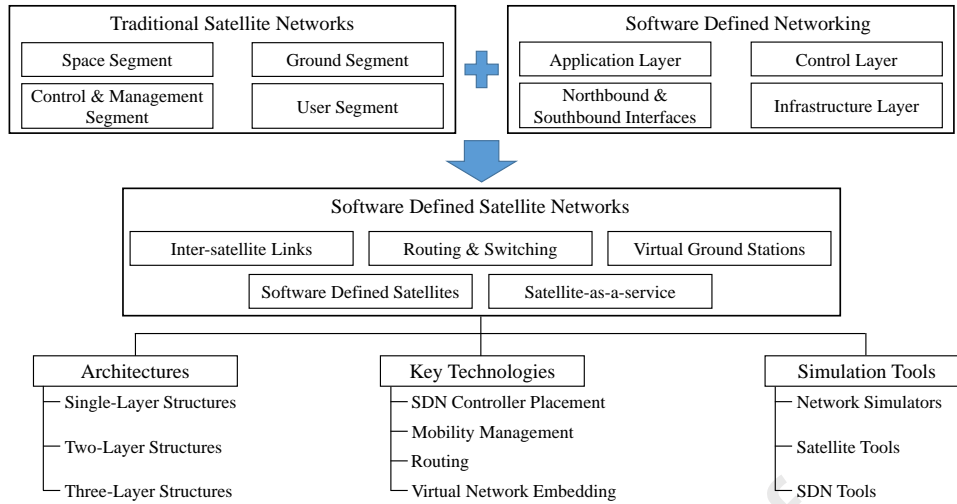 Traditional Satellite Networks
Space Segment
Ground Segment
Control & Management
Segment
User Segment
Software Defined Networking
Application Layer
Control Layer
Northbound &
Southbound Interfaces
Infrastructure Layer
Software Defined Satellite Networks
Inter-satellite Links
Routing & Switching
Virtual Ground Stations
Software Defined Satellites
Satellite-as-a-service
Architectures
Single-Layer Structures
Two-Layer Structures
Three-Layer Structures
Key Technologies
SDN Controller Placement
Mobility Management
Routing
Virtual Network Embedding
Simulation Tools
Network Simulators
Satellite Tools
SDN Tools